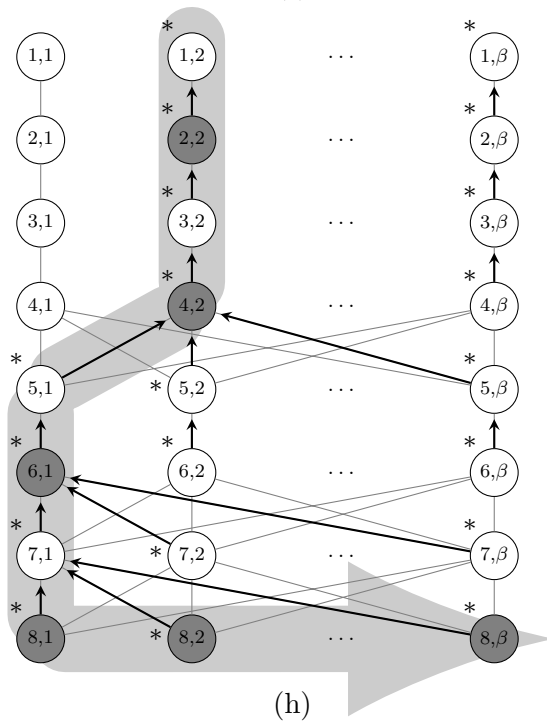 * * *
1,1 1,2 ... 1,β
* *
2,1 2,2 ... 2,β
* *
3,1 3,2 ... 3,β
* *
4,1 4,2 ... 4,β
*
5,1 * 5,2 ... 5,β
* * *
6,1 6,2 ... 6,β
* *
7,1 * 7,2 ... 7,β
* *
8,1 * 8,2 ... 8,β
(h)